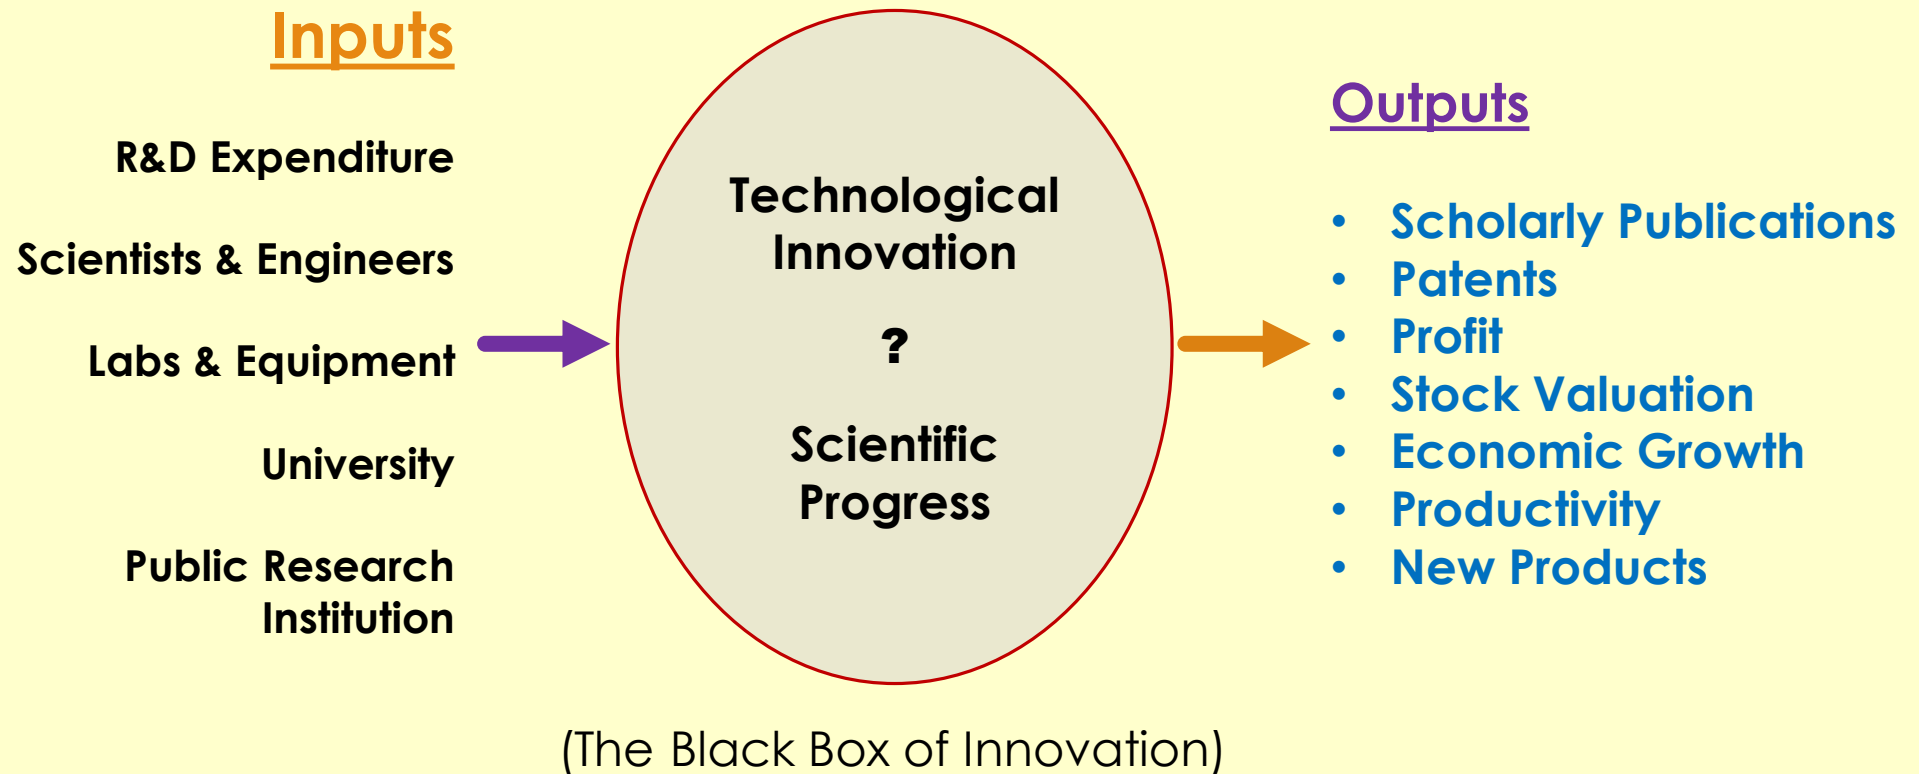 Inputs
R&D Expenditure
Scientists & Engineers
Labs & Equipment
University
Public Research
Institution
Technological
Innovation
?
Scientific
Progress
Outputs
• Scholarly Publications
• Patents
• Profit
• Stock Valuation
• Economic Growth
• Productivity
• New Products
(The Black Box of Innovation)